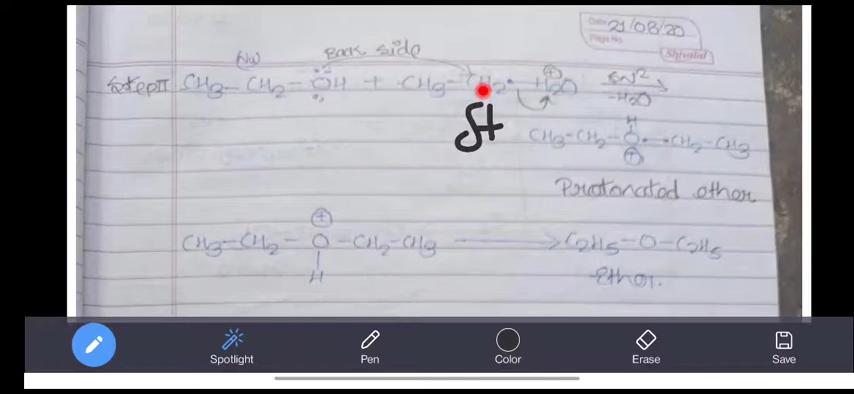 Date 21/08/20
Page No.
Shivalal
(Nu) Back side
Step II CH3—CH2—ÖH + CH3—CH2—H2O⊕ SN2
-H2O
δ+
H
CH3—CH2—O—CH2—CH3
⊕
Protonated ether
⊕
CH3—CH2—O—CH2—CH3 ⟶ C2H5—O—C2H5
H
Ether.
Spotlight Pen Color Erase Save